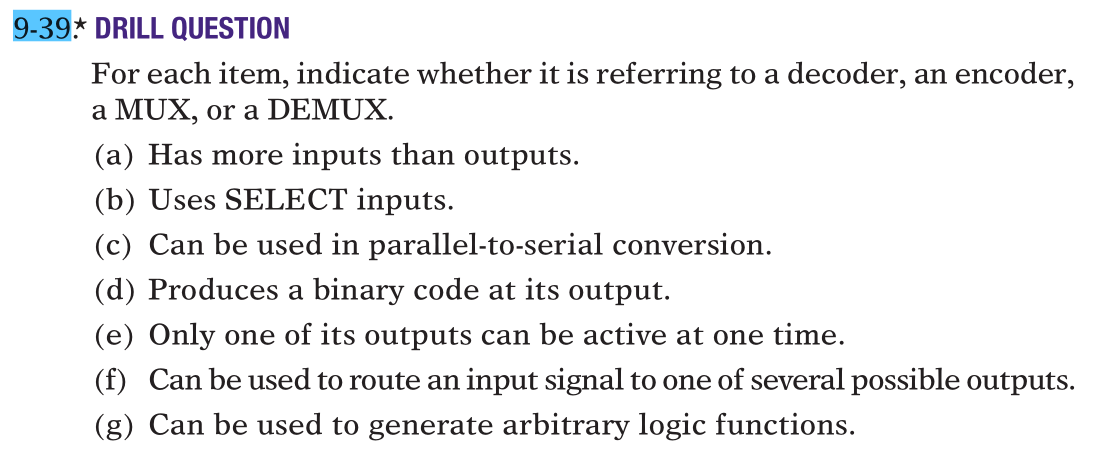 9-39.* DRILL QUESTION
For each item, indicate whether it is referring to a decoder, an encoder,
a MUX, or a DEMUX.
(a) Has more inputs than outputs.
(b) Uses SELECT inputs.
(c) Can be used in parallel-to-serial conversion.
(d) Produces a binary code at its output.
(e) Only one of its outputs can be active at one time.
(f) Can be used to route an input signal to one of several possible outputs.
(g) Can be used to generate arbitrary logic functions.